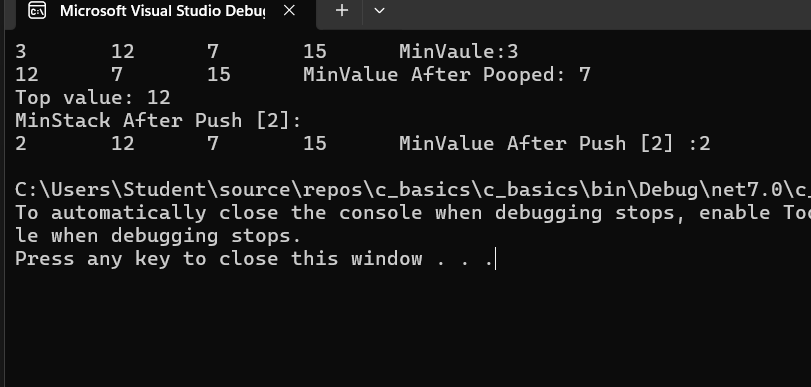 Microsoft Visual Studio Debu
3 12 7 15 MinVaule:3
12 7 15 MinValue After Pooped: 7
Top value: 12
MinStack After Push [2]:
2 12 7 15 MinValue After Push [2] :2
C:\Users\Student\source\repos\c_basics\c_basics\bin\Debug\net7.0\c_
To automatically close the console when debugging stops, enable Too
le when debugging stops.
Press any key to close this window . . .